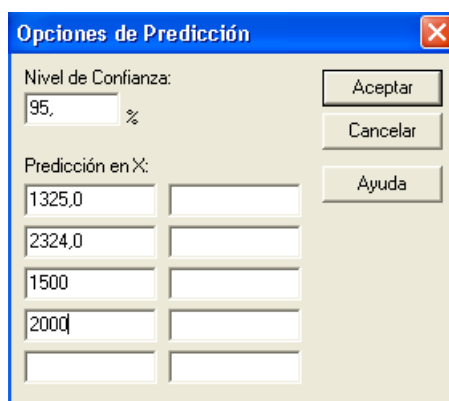 Opciones de Predicción
Nivel de Confianza:
95,
%
Aceptar
Cancelar
Predicción en X:
Ayuda
1325,0
2324,0
1500
2000